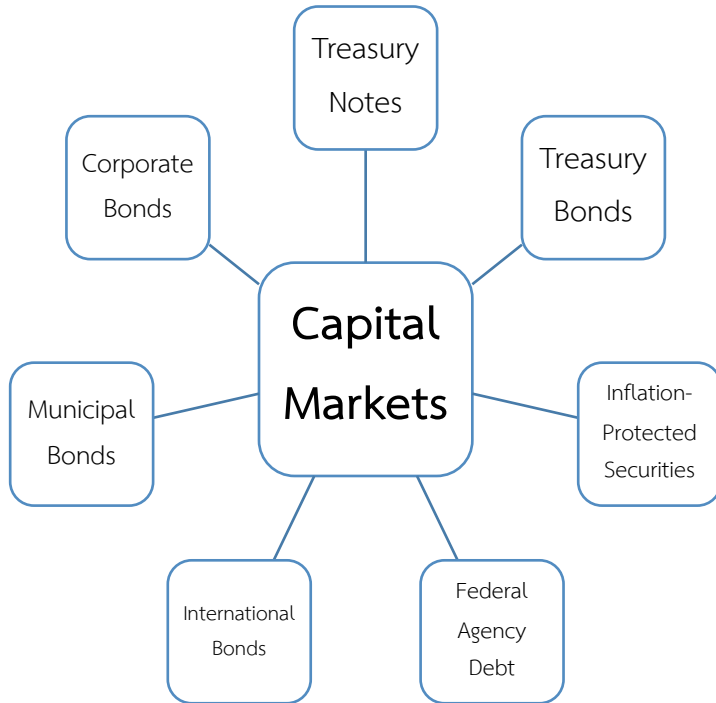 Treasury
Notes
Treasury
Bonds
Corporate
Bonds
Capital
Markets
Inflation-
Protected
Securities
Municipal
Bonds
Federal
Agency
Debt
International
Bonds